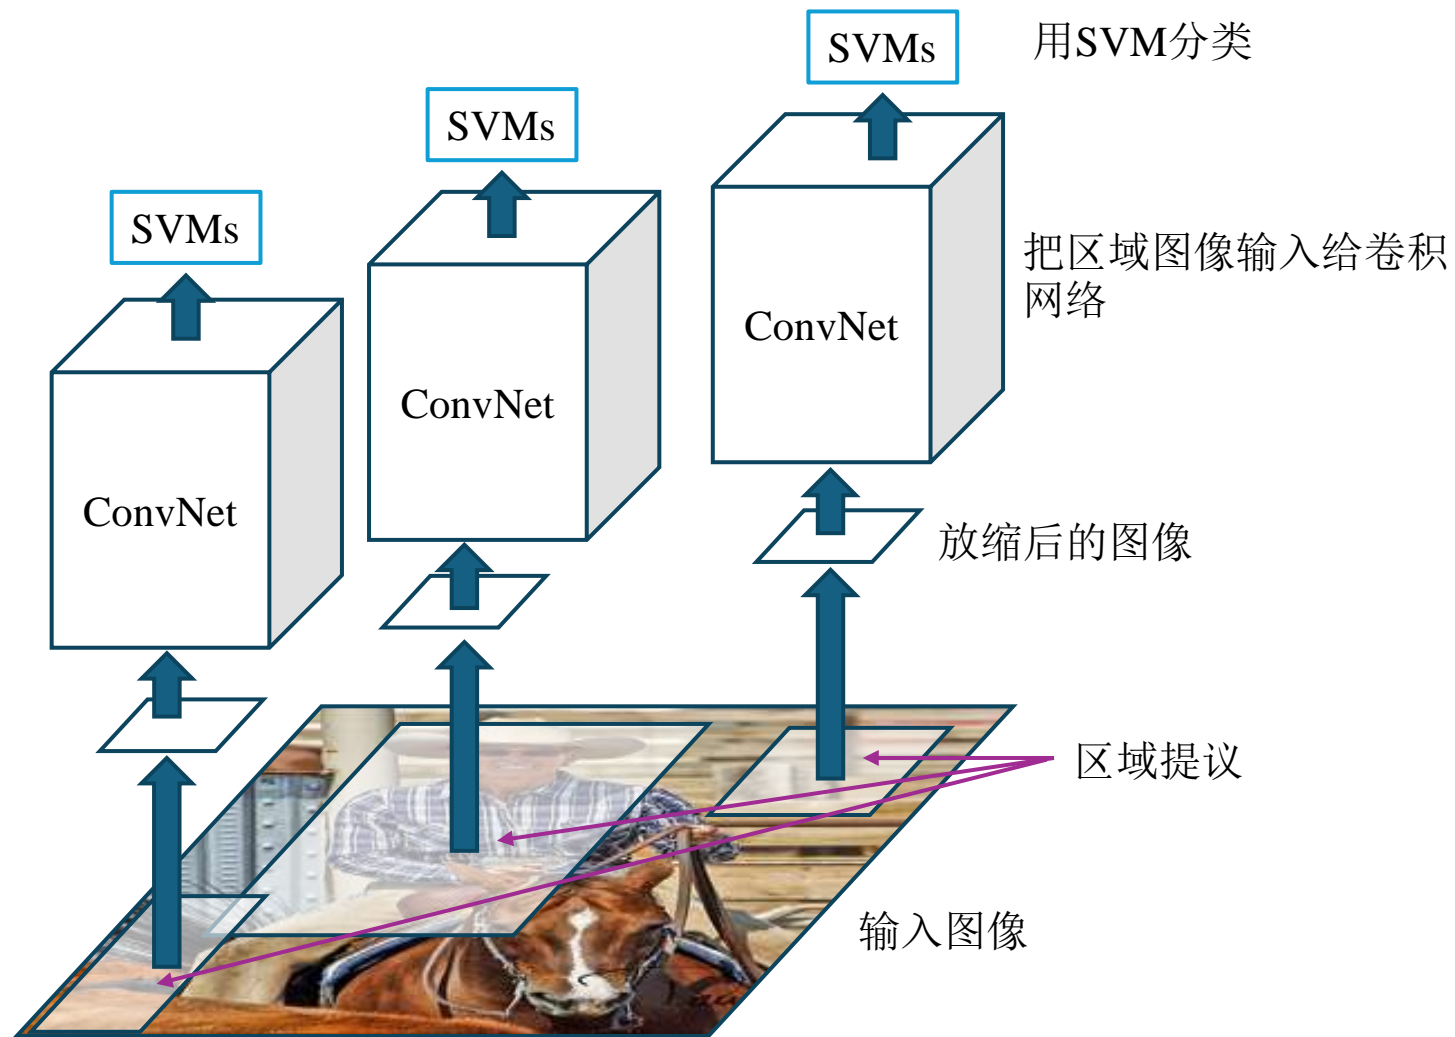 SVMs
用SVM分类
SVMs
SVMs
把区域图像输入给卷积
网络
ConvNet
ConvNet
ConvNet
放缩后的图像
区域提议
输入图像